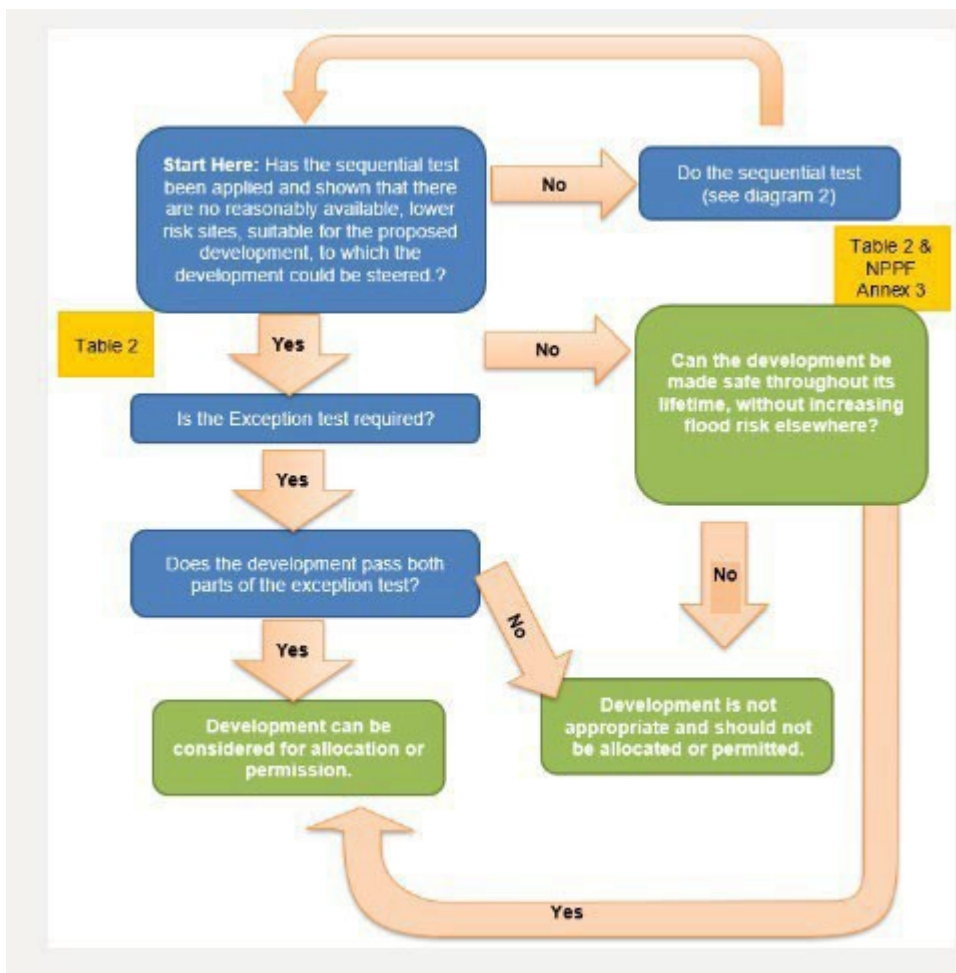 Start Here: Has the sequential test
been applied and shown that there
are no reasonably available, lower
risk sites, suitable for the proposed
development, to which the
development could be steered.?
No
Do the sequential test
(see diagram 2)
Table 2 &
NPPF
Annex 3
Table 2
Yes
No
Can the development be
made safe throughout its
lifetime, without increasing
flood risk elsewhere?
Is the Exception test required?
Yes
Does the development pass both
parts of the exception test?
No
No
Yes
Development can be
considered for allocation or
permission.
Development is not
appropriate and should not
be allocated or permitted.
Yes